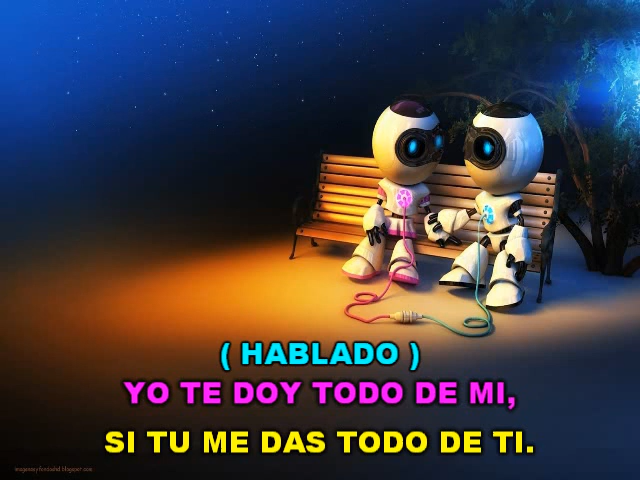 ( HABLADO )
YO TE DOY TODO DE MI,
SI TU ME DAS TODO DE TI.